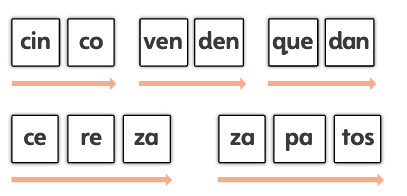 cin co ven den que dan
ce re za za pa tos